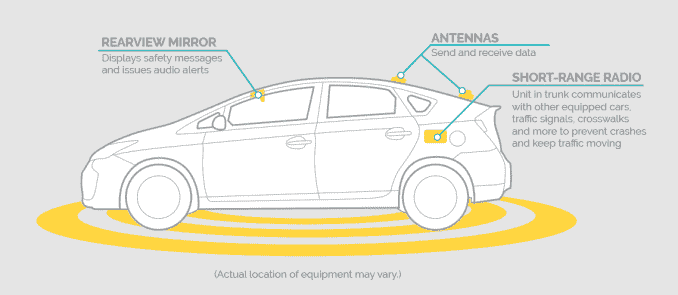 REARVIEW MIRROR
Displays safety messages
and issues audio alerts
ANTENNAS
Send and receive data
SHORT-RANGE RADIO
Unit in trunk communicates
with other equipped cars,
traffic signals, crosswalks
and more to prevent crashes
and keep traffic moving
(Actual location of equipment may vary.)